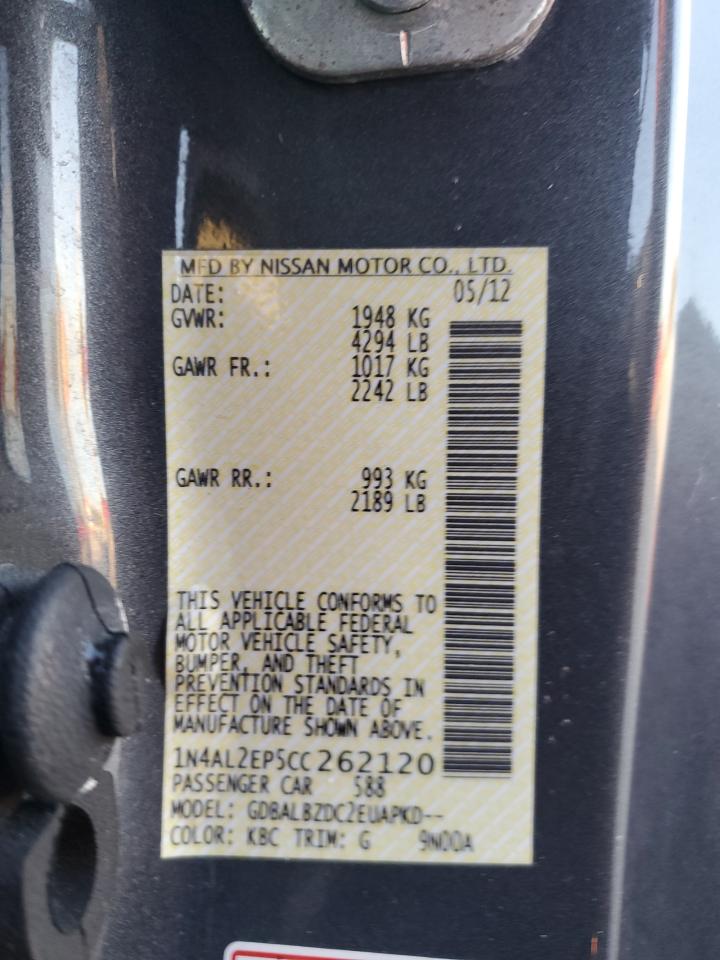 MFD BY NISSAN MOTOR CO., LTD.
DATE: 05/12
GVWR: 1948 KG
4294 LB
GAWR FR.: 1017 KG
2242 LB
GAWR RR.: 993 KG
2189 LB
THIS VEHICLE CONFORMS TO
ALL APPLICABLE FEDERAL
MOTOR VEHICLE SAFETY,
BUMPER, AND THEFT
PREVENTION STANDARDS IN
EFFECT ON THE DATE OF
MANUFACTURE SHOWN ABOVE.
1N4AL2EP5CC262120
PASSENGER CAR 588
MODEL: GDBALBZDC2EUAPKD--
COLOR: KBC TRIM: G 9N00A